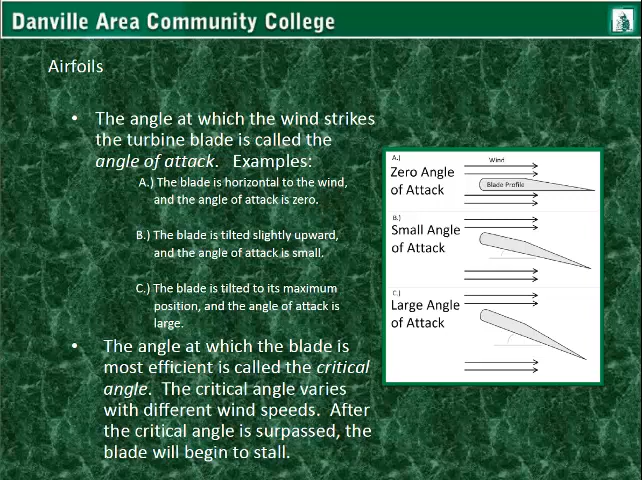 Danville Area Community College
Airfoils
• The angle at which the wind strikes
the turbine blade is called the
angle of attack. Examples:
A.) The blade is horizontal to the wind,
and the angle of attack is zero.
B.) The blade is tilted slightly upward,
and the angle of attack is small.
C.) The blade is tilted to its maximum
position, and the angle of attack is
large.
• The angle at which the blade is
most efficient is called the critical
angle. The critical angle varies
with different wind speeds. After
the critical angle is surpassed, the
blade will begin to stall.
A.)
Wind
Zero Angle
of Attack
Blade Profile
B.)
Small Angle
of Attack
C.)
Large Angle
of Attack